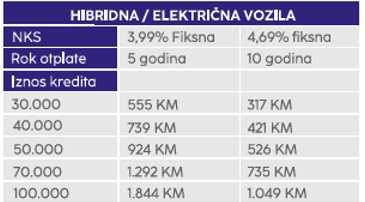 HIBRIDNA / ELEKTRIČNA VOZILA
NKS 3,99% Fiksna 4,69% fiksna
Rok otplate 5 godina 10 godina
Iznos kredita
30.000 555 KM 317 KM
40.000 739 KM 421 KM
50.000 924 KM 526 KM
70.000 1.292 KM 735 KM
100.000 1.844 KM 1.049 KM